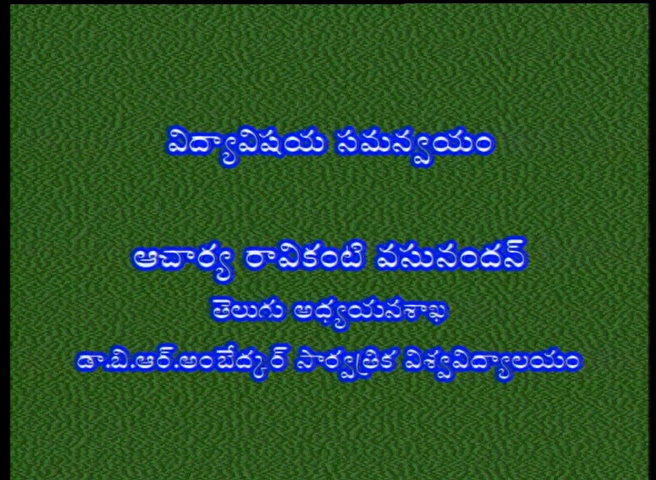 విద్యావిషయ సమన్వయం
ఆచార్య రావికంటి వసునందన్
తెలుగు అధ్యయనశాఖ
డా.బి.ఆర్.అంబేద్కర్ సార్వత్రిక విశ్వవిద్యాలయం